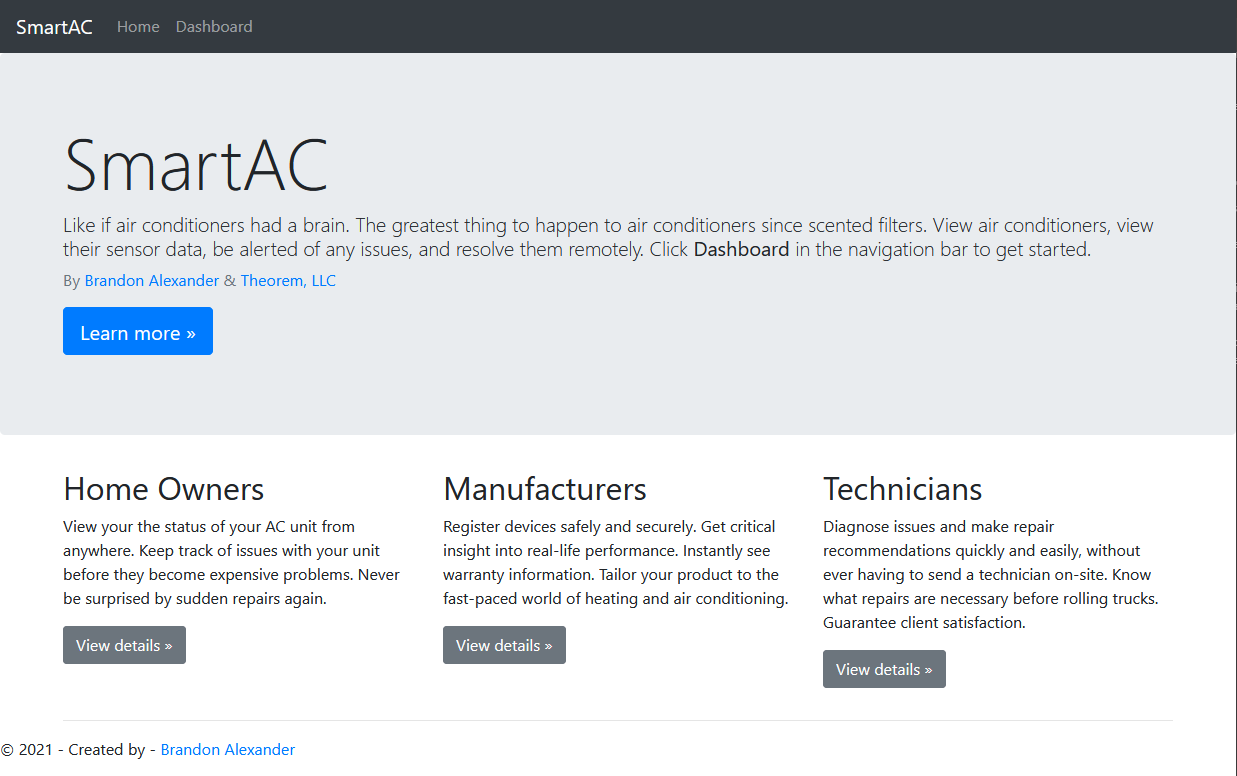 SmartAC Home Dashboard
SmartAC
Like if air conditioners had a brain. The greatest thing to happen to air conditioners since scented filters. View air conditioners, view
their sensor data, be alerted of any issues, and resolve them remotely. Click Dashboard in the navigation bar to get started.
By Brandon Alexander & Theorem, LLC
Learn more »
Home Owners
View your the status of your AC unit from
anywhere. Keep track of issues with your unit
before they become expensive problems. Never
be surprised by sudden repairs again.
View details »
Manufacturers
Register devices safely and securely. Get critical
insight into real-life performance. Instantly see
warranty information. Tailor your product to the
fast-paced world of heating and air conditioning.
View details »
Technicians
Diagnose issues and make repair
recommendations quickly and easily, without
ever having to send a technician on-site. Know
what repairs are necessary before rolling trucks.
Guarantee client satisfaction.
View details »
© 2021 - Created by - Brandon Alexander